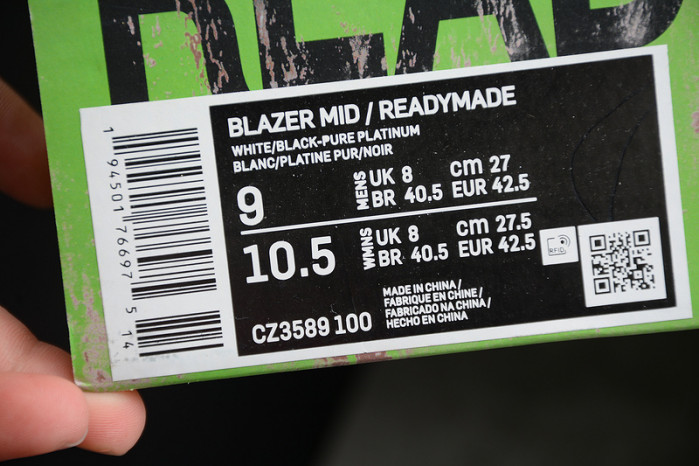 READ
BLAZER MID / READYMADE
WHITE/BLACK-PURE PLATINUM
BLANC/PLATINE PUR/NOIR
9
MENS
UK 8 cm 27
BR 40.5 EUR 42.5
10.5
WMNS
UK 8 cm 27.5
BR 40.5 EUR 42.5
RFID
CZ3589 100
MADE IN CHINA /
FABRIQUE EN CHINE /
FABRICADO NA CHINA /
HECHO EN CHINA
1 94501 76697 5 14